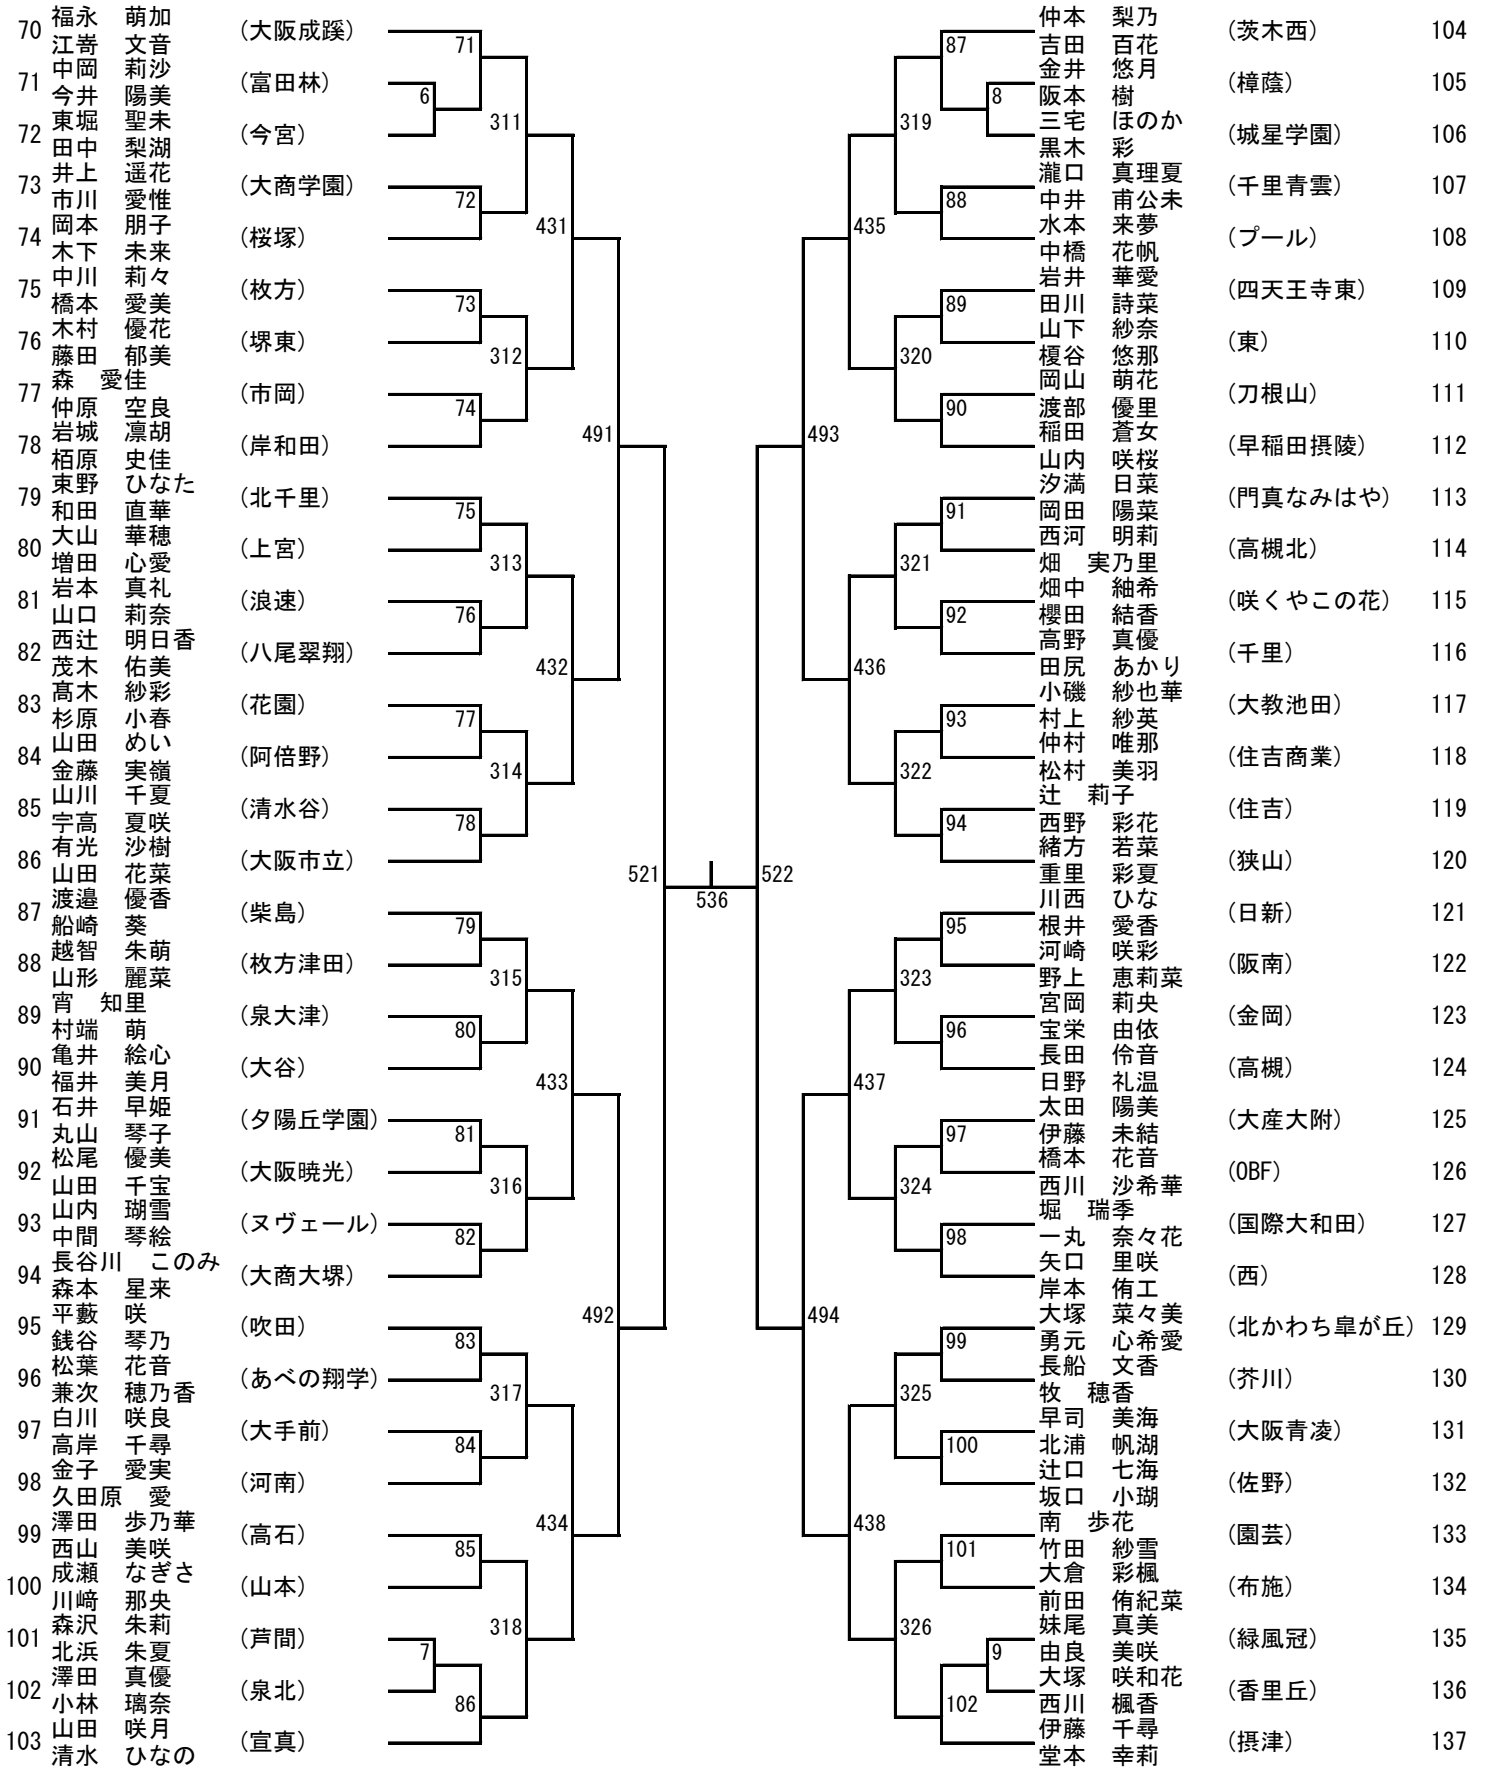 70 福永 萌加 江嵜 文音 (大阪成蹊)
71 中岡 莉沙 今井 陽美 (富田林)
72 東堀 聖未 田中 梨湖 (今宮)
73 井上 遥花 市川 愛惟 (大商学園)
74 岡本 朋子 木下 未来 (桜塚)
75 中川 莉々 橋本 愛美 (枚方)
76 木村 優花 藤田 郁美 (堺東)
77 森 愛佳 仲原 空良 (市岡)
78 岩城 凛胡 栢原 史佳 (岸和田)
79 東野 ひなた 和田 直華 (北千里)
80 大山 華穂 増田 心愛 (上宮)
81 岩本 真礼 山口 莉奈 (浪速)
82 西辻 明日香 茂木 佑美 (八尾翠翔)
83 髙木 紗彩 杉原 小春 (花園)
84 山田 めい 金藤 実嶺 (阿倍野)
85 山川 千夏 宇高 夏咲 (清水谷)
86 有光 沙樹 山田 花菜 (大阪市立)
87 渡邉 優香 船崎 葵 (柴島)
88 越智 朱萌 山形 麗菜 (枚方津田)
89 宵 知里 村端 萌 (泉大津)
90 亀井 絵心 福井 美月 (大谷)
91 石井 早姫 丸山 琴子 (夕陽丘学園)
92 松尾 優美 山田 千宝 (大阪暁光)
93 山内 瑚雪 中間 琴絵 (ヌヴェール)
94 長谷川 このみ 森本 星来 (大商大堺)
95 平藪 咲 銭谷 琴乃 (吹田)
96 松葉 花音 兼次 穂乃香 (あべの翔学)
97 白川 咲良 高岸 千尋 (大手前)
98 金子 愛実 久田原 愛 (河南)
99 澤田 歩乃華 西山 美咲 (高石)
100 成瀬 なぎさ 川﨑 那央 (山本)
101 森沢 朱莉 北浜 朱夏 (芦間)
102 澤田 真優 小林 璃奈 (泉北)
103 山田 咲月 清水 ひなの (宣真)
6
7
71
72
73
74
75
76
77
78
79
80
81
82
83
84
85
86
311
312
313
314
315
316
317
318
431
432
433
434
491
492
521
536
522
493
494
435
436
437
438
319
320
321
322
323
324
325
326
87
88
89
90
91
92
93
94
95
96
97
98
99
100
101
102
8
9
仲本 梨乃 吉田 百花 (茨木西) 104
金井 悠月 阪本 樹 (樟蔭) 105
三宅 ほのか 黒木 彩 (城星学園) 106
瀧口 真理夏 中井 甫公未 (千里青雲) 107
水本 来夢 中橋 花帆 (プール) 108
岩井 華愛 田川 詩菜 (四天王寺東) 109
山下 紗奈 榎谷 悠那 (東) 110
岡山 萌花 渡部 優里 (刀根山) 111
稲田 蒼女 山内 咲桜 (早稲田摂陵) 112
汐満 日菜 岡田 陽菜 (門真なみはや) 113
西河 明莉 畑 実乃里 (高槻北) 114
畑中 紬希 櫻田 結香 (咲くやこの花) 115
高野 真優 田尻 あかり (千里) 116
小磯 紗也華 村上 紗英 (大教池田) 117
仲村 唯那 松村 美羽 (住吉商業) 118
辻 莉子 西野 彩花 (住吉) 119
緒方 若菜 重里 彩夏 (狭山) 120
川西 ひな 根井 愛香 (日新) 121
河崎 咲彩 野上 恵莉菜 (阪南) 122
宮岡 莉央 宝栄 由依 (金岡) 123
長田 伶音 日野 礼温 (高槻) 124
太田 陽美 伊藤 未結 (大産大附) 125
橋本 花音 西川 沙希華 (OBF) 126
堀 瑞季 一丸 奈々花 (国際大和田) 127
矢口 里咲 岸本 侑工 (西) 128
大塚 菜々美 勇元 心希愛 (北かわち皐が丘) 129
長船 文香 牧 穂香 (芥川) 130
早司 美海 北浦 帆湖 (大阪青凌) 131
辻口 七海 坂口 小瑚 (佐野) 132
南 歩花 竹田 紗雪 (園芸) 133
大倉 彩楓 前田 侑紀菜 (布施) 134
妹尾 真美 由良 美咲 (緑風冠) 135
大塚 咲和花 西川 楓香 (香里丘) 136
伊藤 千尋 堂本 幸莉 (摂津) 137